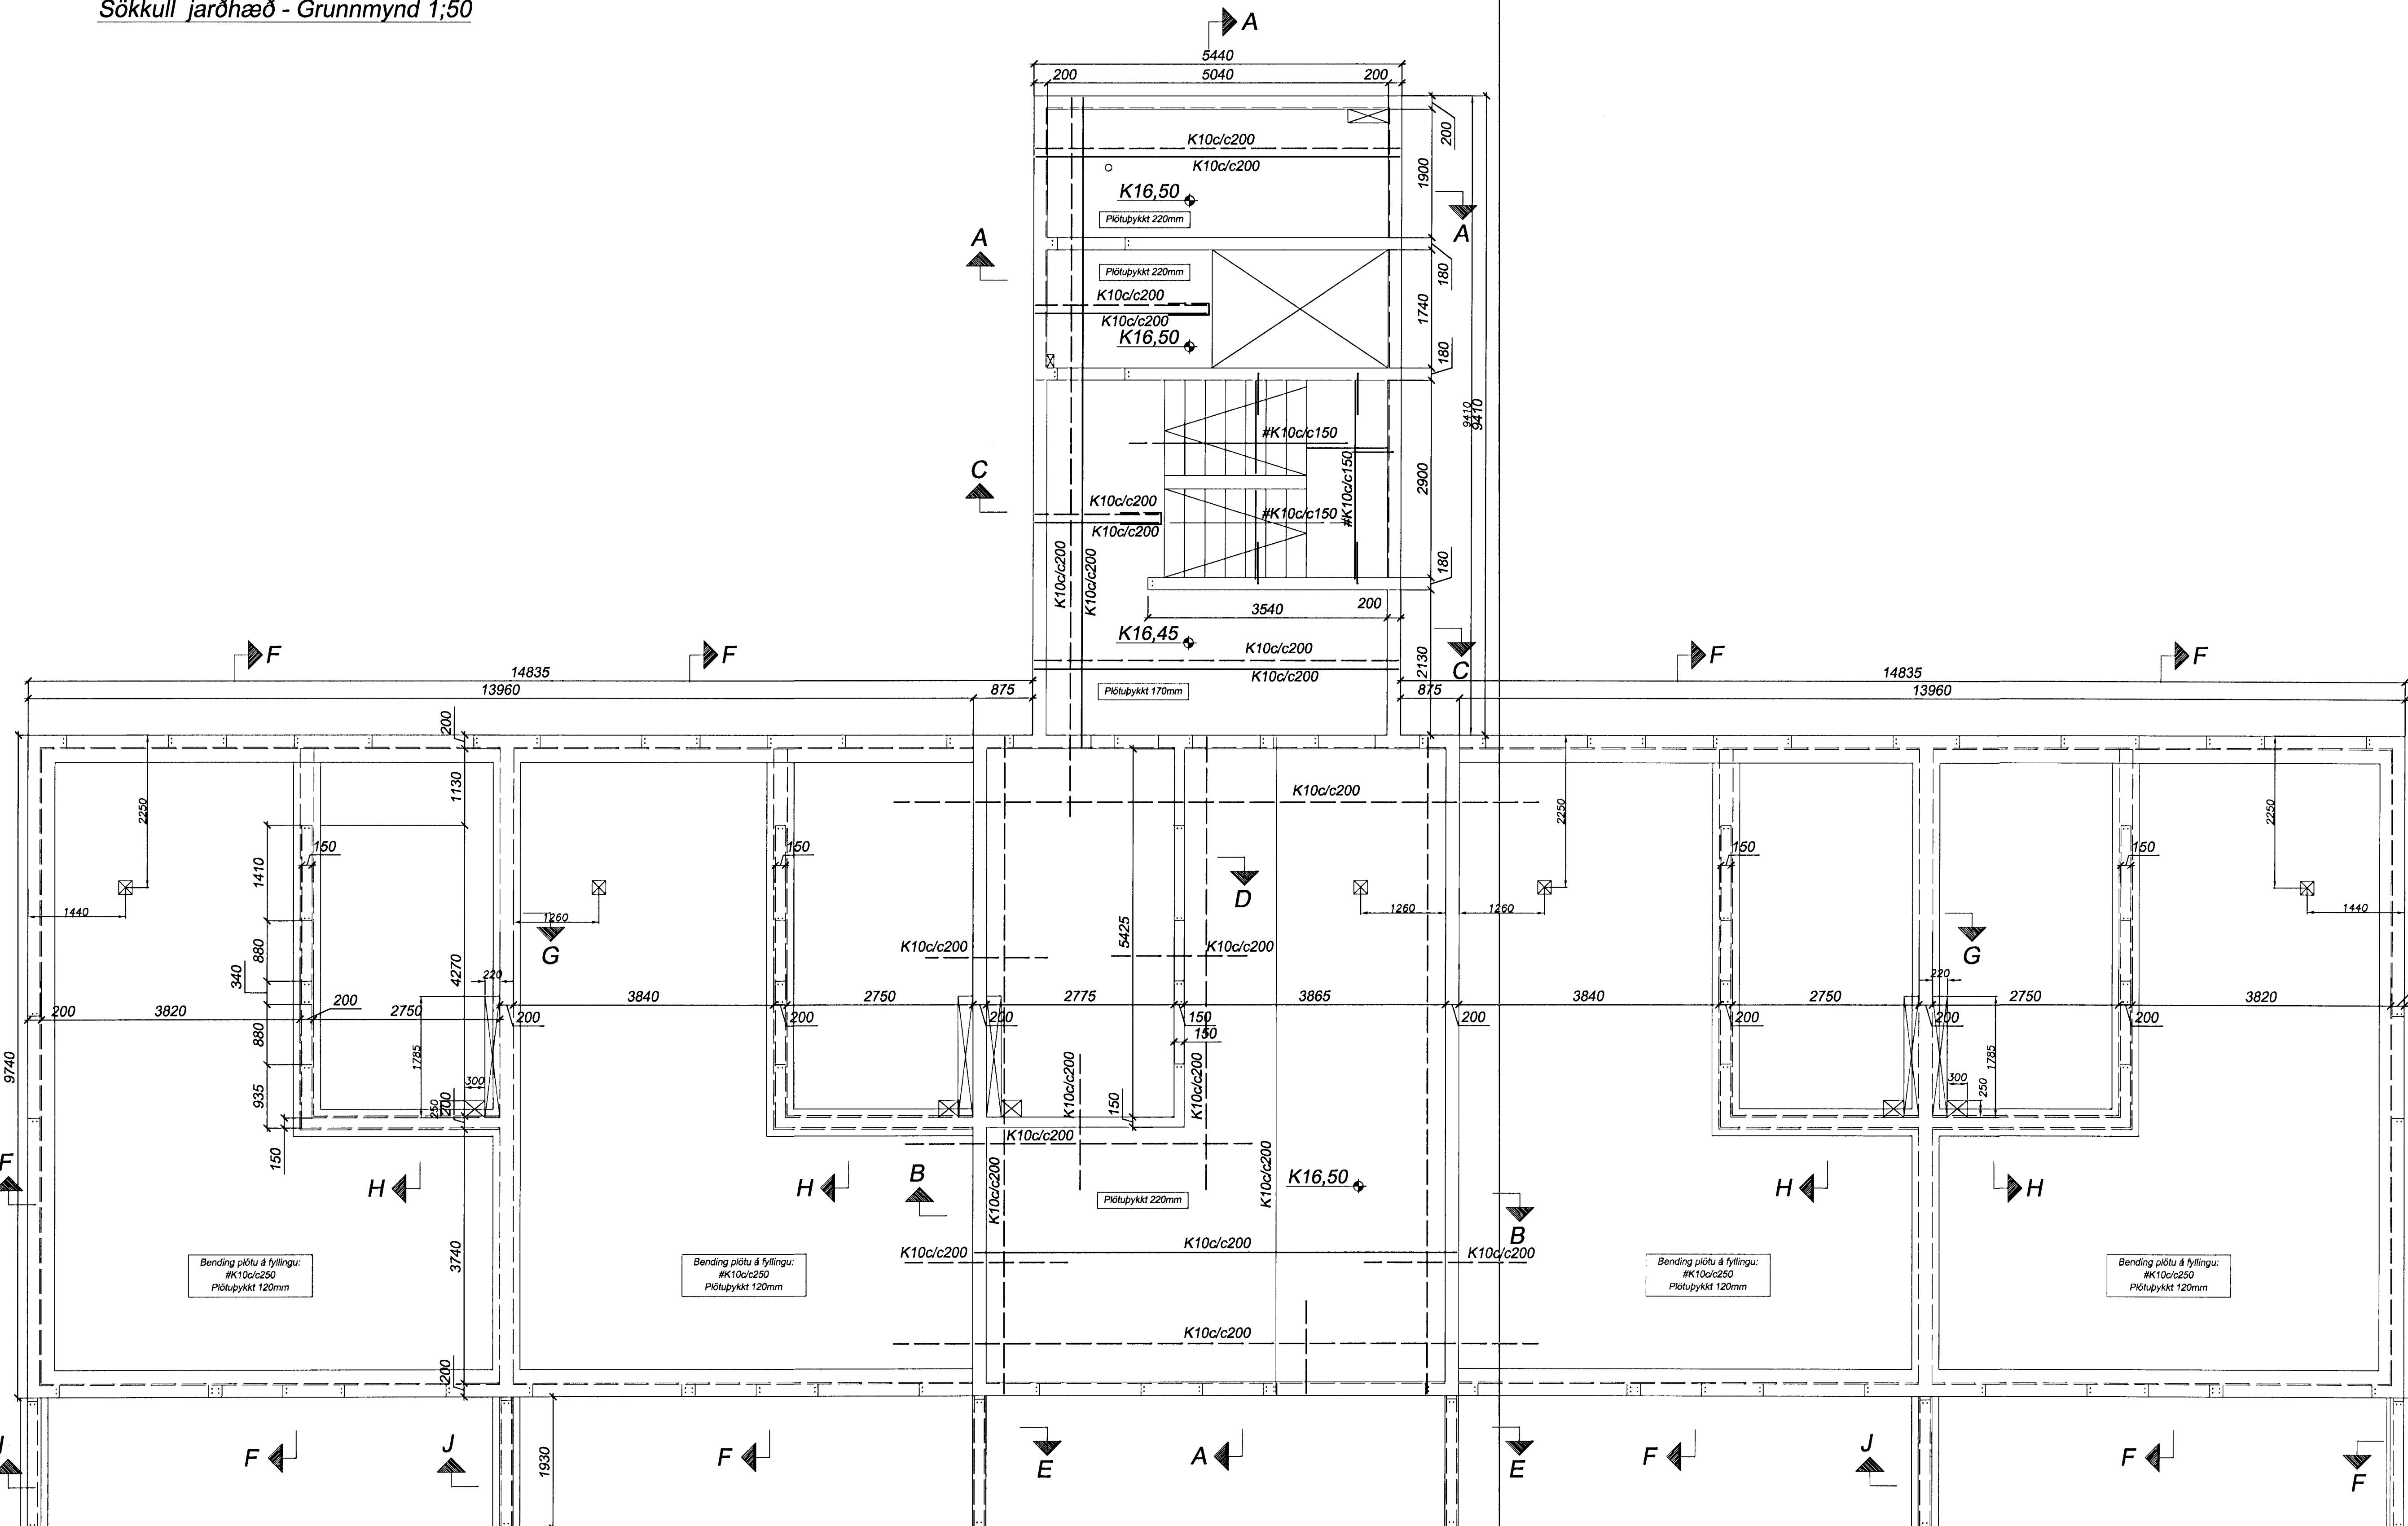 Sökkull jarðhæð - Grunnmynd 1;50
A
5440
200 5040 200
200
K10c/c200
K10c/c200
1900
K16,50
Plötuþykkt 220mm
A
A
180
Plötuþykkt 220mm
K10c/c200
K10c/c200
1740
K16,50
180
9410
9410
#K10c/c150
#K10c/c150
C
2900
K10c/c200
#K10c/c150
K10c/c200
K10c/c200
K10c/c200
180
3540 200
K16,45
K10c/c200
K10c/c200
2130
C
Plötuþykkt 170mm
F
F
F
F
14835
14835
13960 875
875 13960
200
1130
2250
2250
2250
K10c/c200
150
150
150
150
1410
D
1440
1260
1260
1260
1440
G
G
5425
880
340
4270
220
K10c/c200
K10c/c200
220
200 3820 200 2750 3840 2750 2775 3865 3840 2750 2750 3820
200
200
200
150
200
200
200
200
150
9740
880
1785
1785
935
300
250
200
300
250
150
150
K10c/c200
K10c/c200
K10c/c200
F
H
H
B
H
H
K10c/c200
K10c/c200
K16,50
Plötuþykkt 220mm
B
3740
K10c/c200
K10c/c200
K10c/c200
Bending plötu á fyllingu:
#K10c/c250
Plötuþykkt 120mm
Bending plötu á fyllingu:
#K10c/c250
Plötuþykkt 120mm
Bending plötu á fyllingu:
#K10c/c250
Plötuþykkt 120mm
Bending plötu á fyllingu:
#K10c/c250
Plötuþykkt 120mm
K10c/c200
200
F
J
F
E
A
E
F
J
F
F
1930